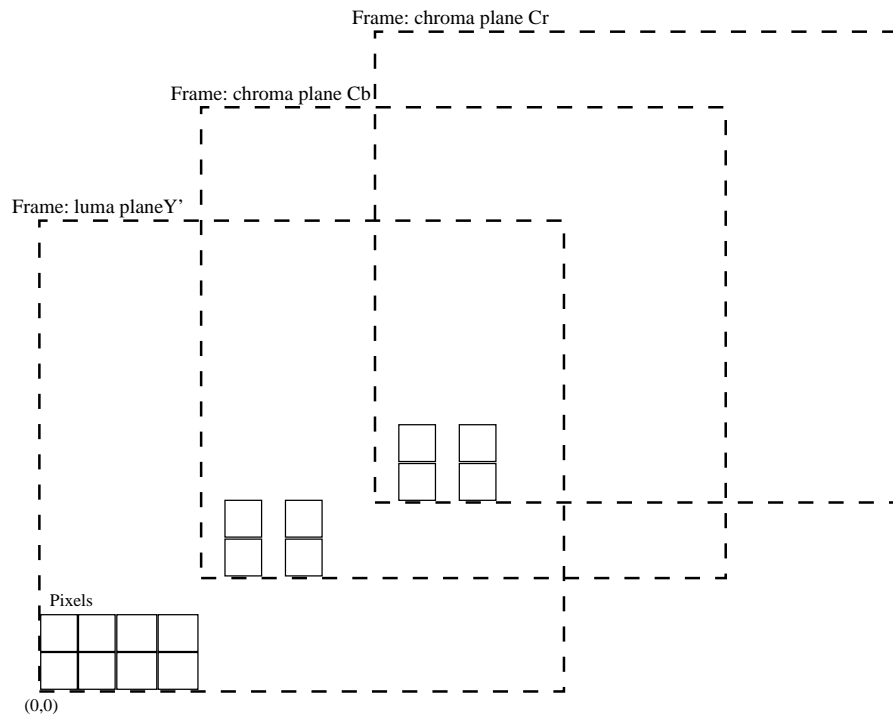 Frame: chroma plane Cr
Frame: chroma plane Cb
Frame: luma planeY’
Pixels
(0,0)